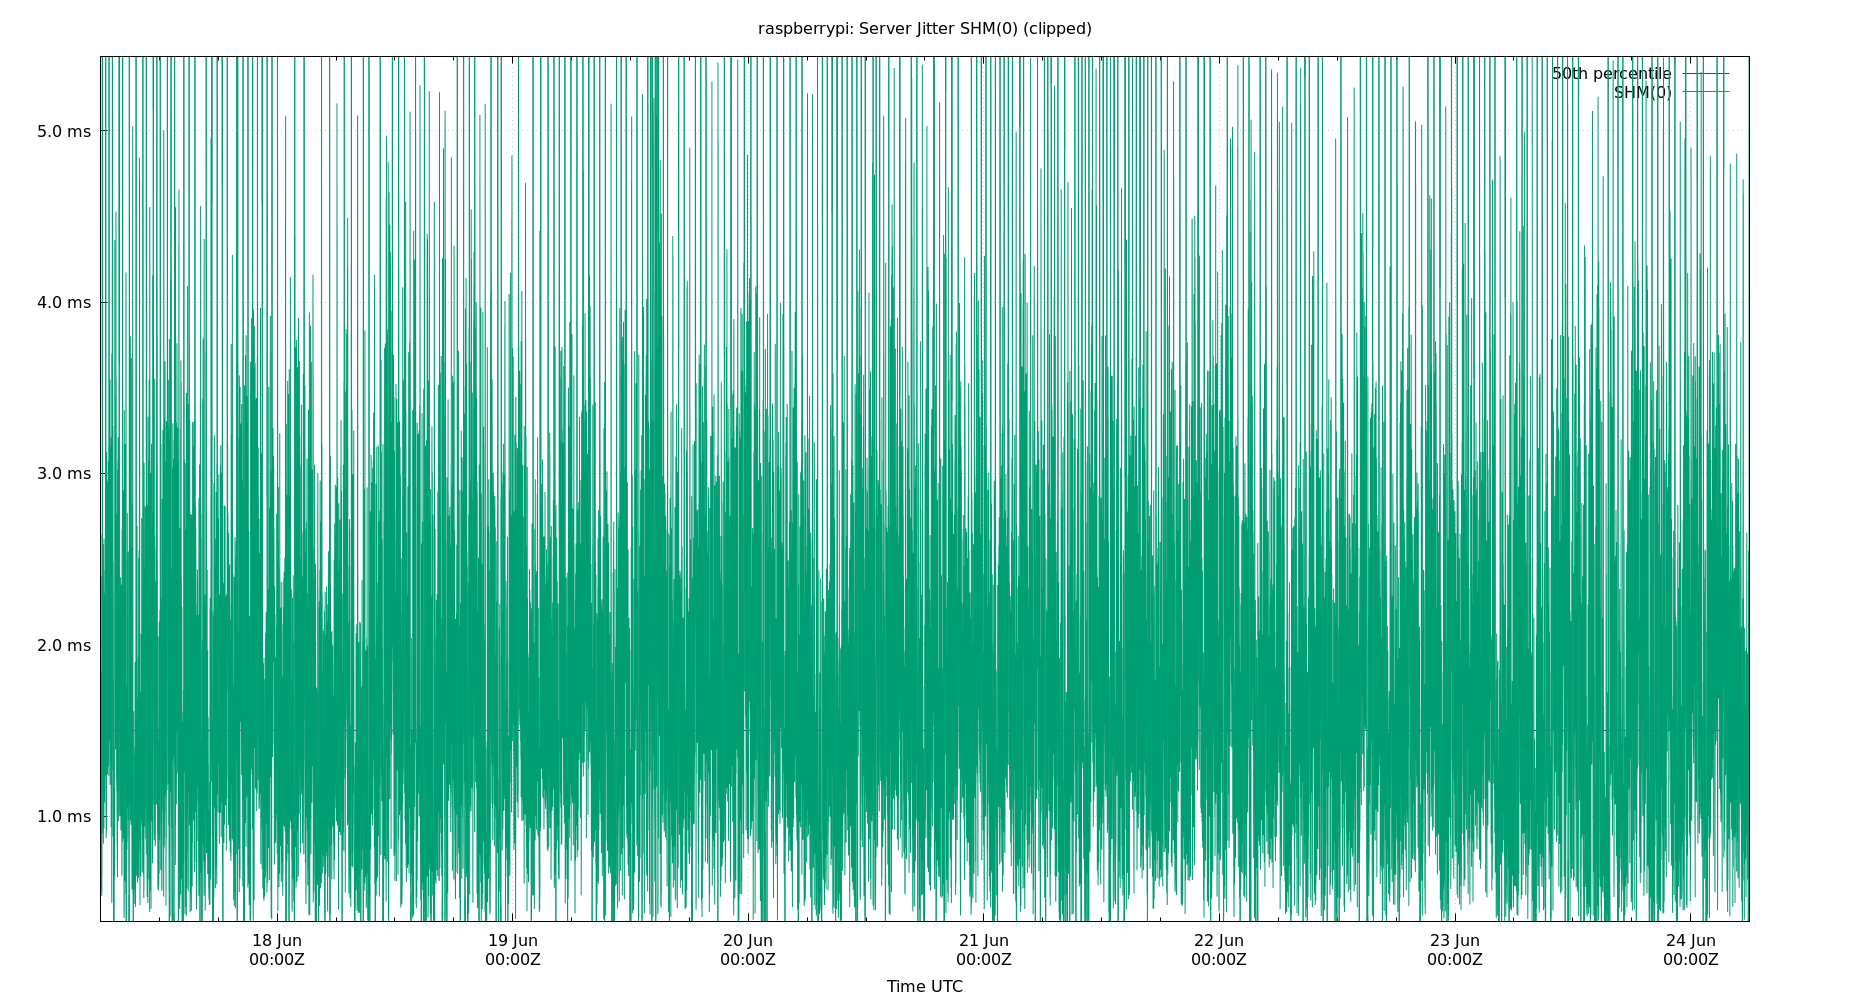 raspberrypi: Server Jitter SHM(0) (clipped)
50th percentile
SHM(0)
5.0 ms
4.0 ms
3.0 ms
2.0 ms
1.0 ms
18 Jun 19 Jun 20 Jun 21 Jun 22 Jun 23 Jun 24 Jun
00:00Z 00:00Z 00:00Z 00:00Z 00:00Z 00:00Z 00:00Z
Time UTC